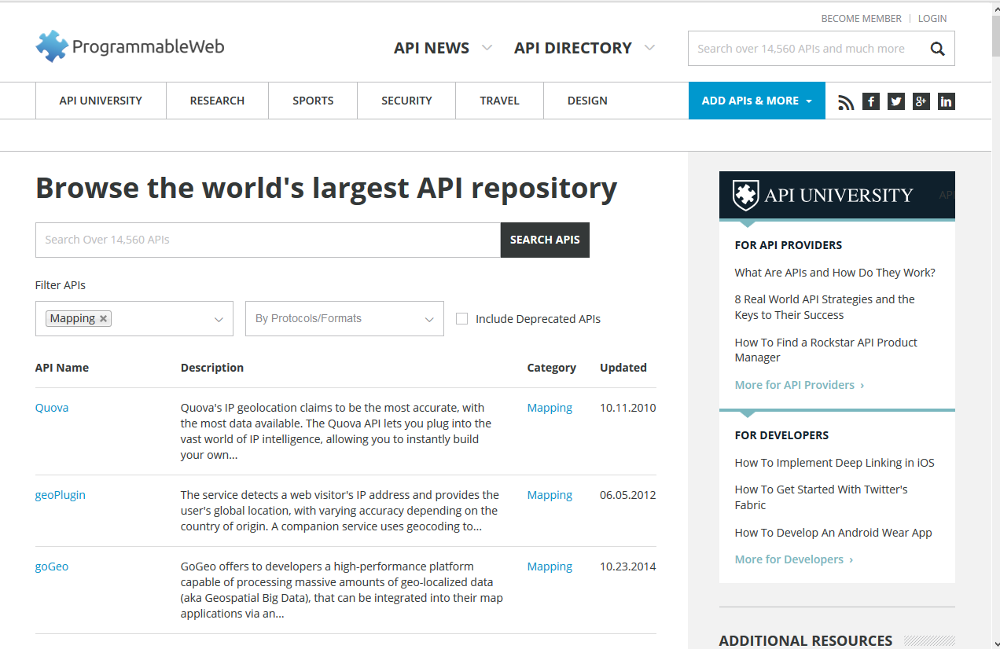 BECOME MEMBER | LOGIN
ProgrammableWeb
API NEWS
API DIRECTORY
Search over 14,560 APIs and much more
API UNIVERSITY
RESEARCH
SPORTS
SECURITY
TRAVEL
DESIGN
ADD APIs & MORE
Browse the world's largest API repository
Search Over 14,560 APIs
SEARCH APIS
Filter APIs
Mapping
By Protocols/Formats
Include Deprecated APIs
API Name Description Category Updated
Quova
Quova's IP geolocation claims to be the most accurate, with
the most data available. The Quova API lets you plug into the
vast world of IP intelligence, allowing you to instantly build
your own...
Mapping
10.11.2010
geoPlugin
The service detects a web visitor's IP address and provides the
user's global location, with varying accuracy depending on the
country of origin. A companion service uses geocoding to...
Mapping
06.05.2012
goGeo
GoGeo offers to developers a high-performance platform
capable of processing massive amounts of geo-localized data
(aka Geospatial Big Data), that can be integrated into their map
applications via an...
Mapping
10.23.2014
API UNIVERSITY
API
FOR API PROVIDERS
What Are APIs and How Do They Work?
8 Real World API Strategies and the
Keys to Their Success
How To Find a Rockstar API Product
Manager
More for API Providers ›
FOR DEVELOPERS
How To Implement Deep Linking in iOS
How To Get Started With Twitter's
Fabric
How To Develop An Android Wear App
More for Developers ›
ADDITIONAL RESOURCES